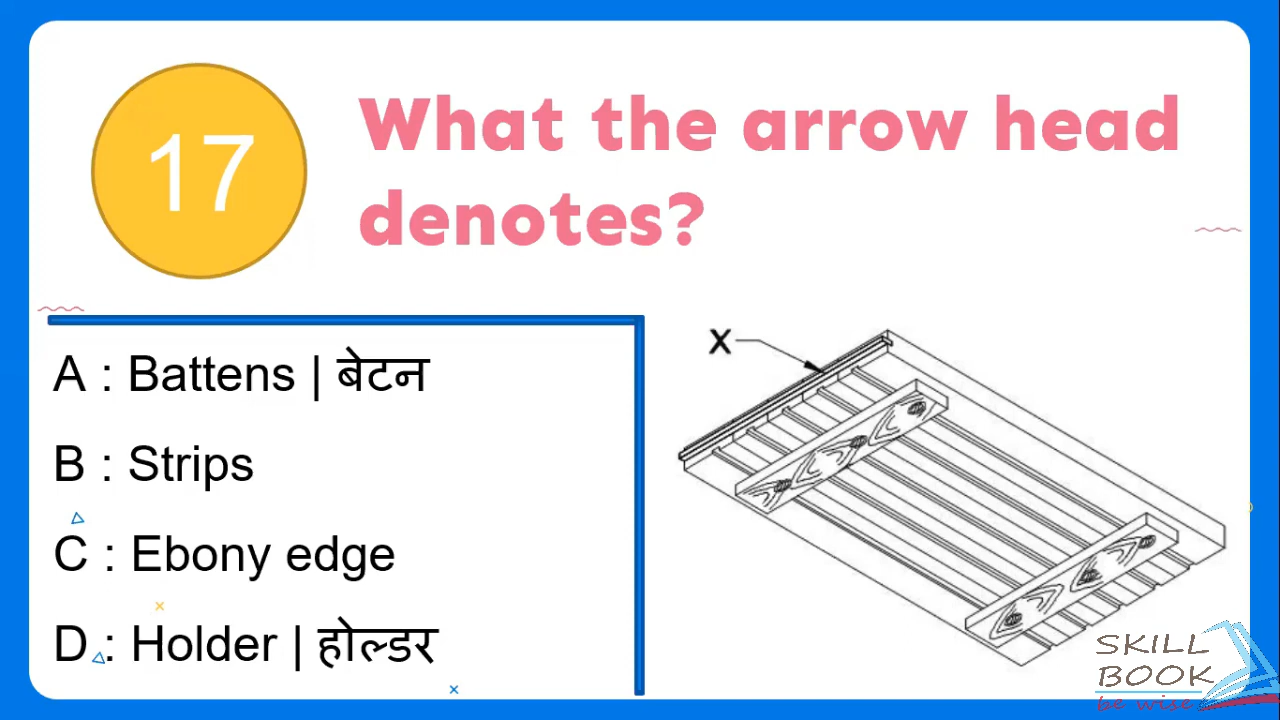 17
What the arrow head
denotes?
A : Battens | बेटन
B : Strips
C : Ebony edge
D : Holder | होल्डर
X
SKILL
BOOK
be wise